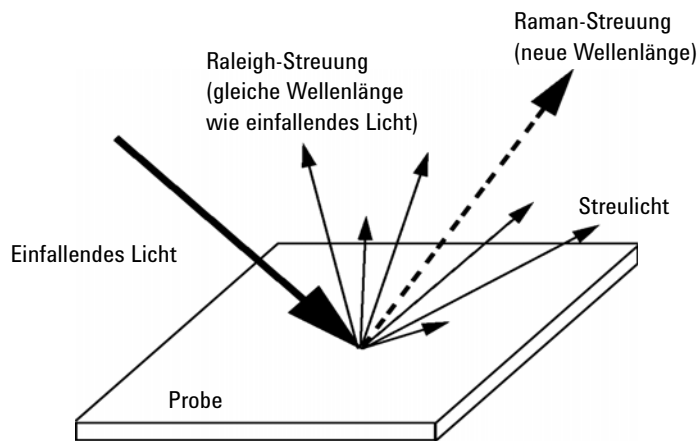 Raman-Streuung
(neue Wellenlänge)
Raleigh-Streuung
(gleiche Wellenlänge
wie einfallendes Licht)
Streulicht
Einfallendes Licht
Probe